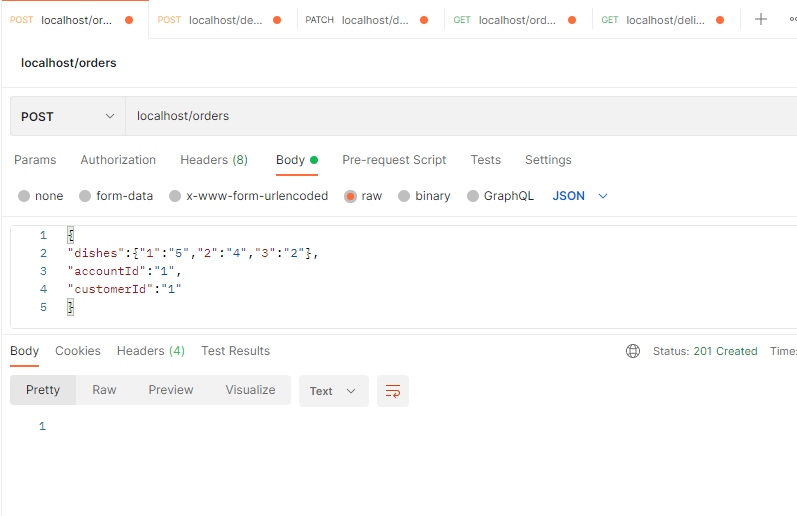 POST localhost/or... POST localhost/de... PATCH localhost/d... GET localhost/ord... GET localhost/deli... +
localhost/orders
POST localhost/orders
Params Authorization Headers (8) Body Pre-request Script Tests Settings
none form-data x-www-form-urlencoded raw binary GraphQL JSON
1 {
2 "dishes":{"1":"5","2":"4","3":"2"},
3 "accountId":"1",
4 "customerId":"1"
5 }
Body Cookies Headers (4) Test Results Status: 201 Created Time:
Pretty Raw Preview Visualize Text
1